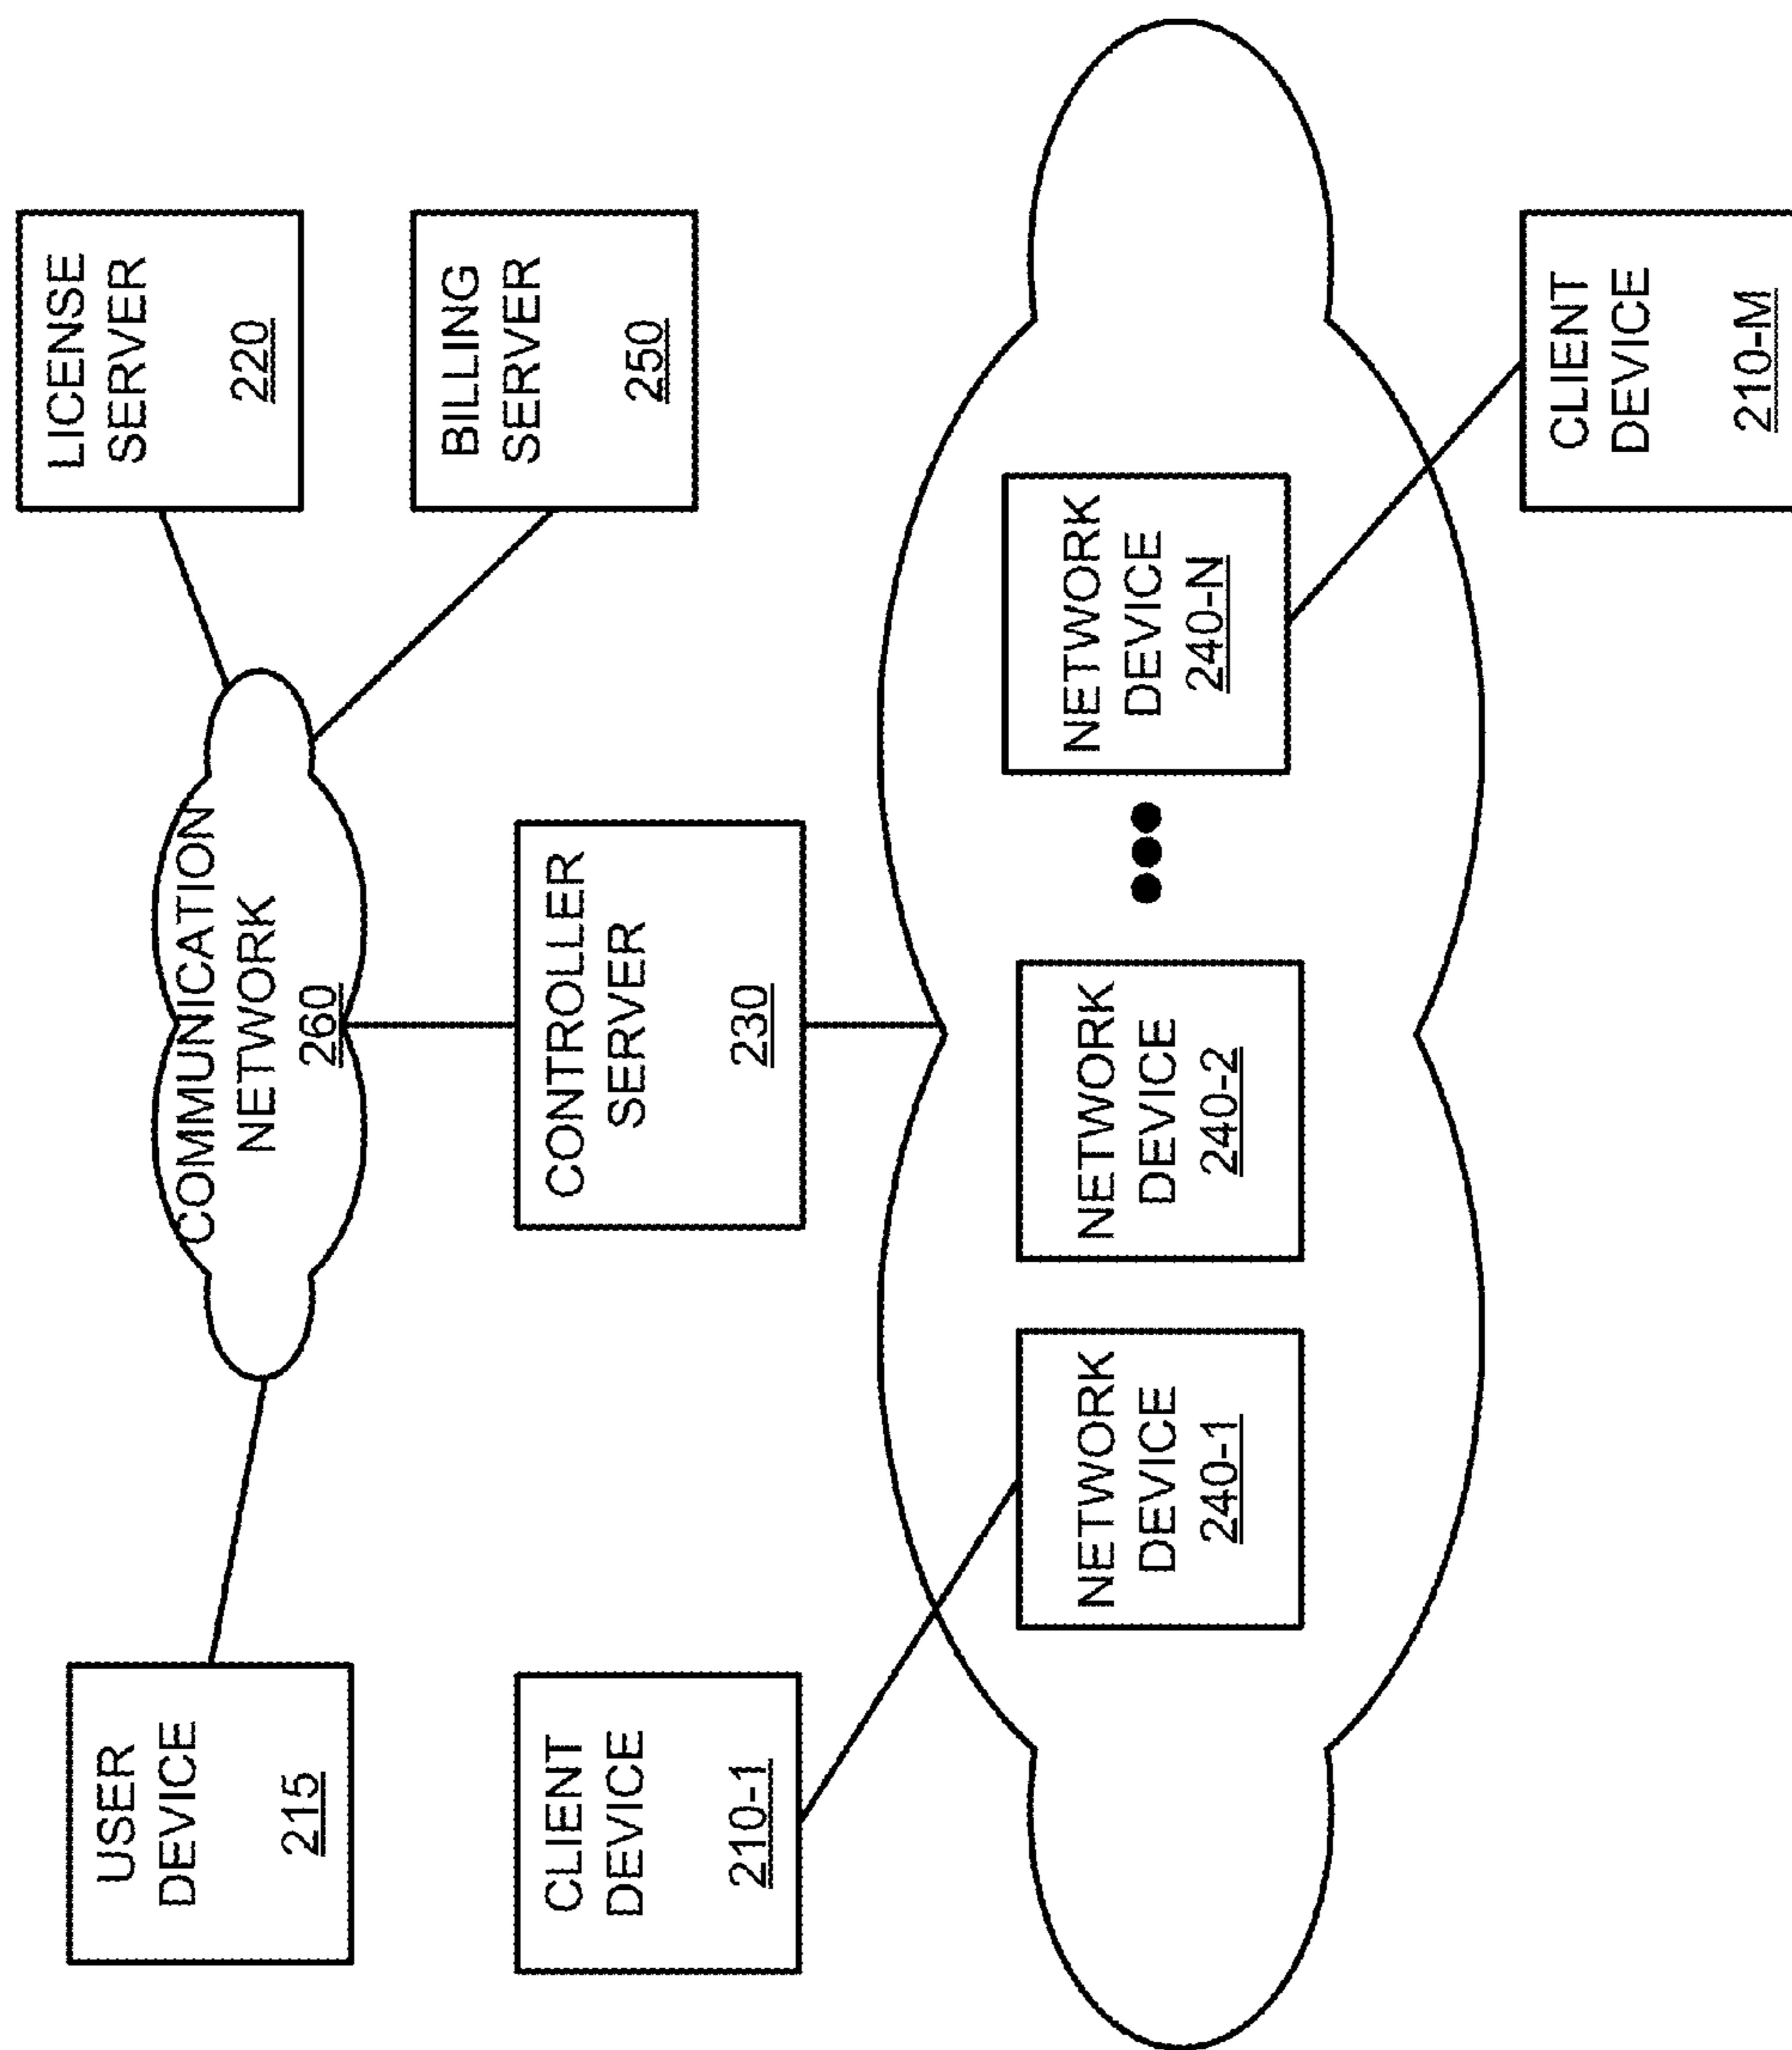 USER
DEVICE
215
COMMUNICATION
NETWORK
260
LICENSE
SERVER
220
BILLING
SERVER
250
CLIENT
DEVICE
210-1
CONTROLLER
SERVER
230
NETWORK
DEVICE
240-1
NETWORK
DEVICE
240-2
NETWORK
DEVICE
240-N
CLIENT
DEVICE
210-M